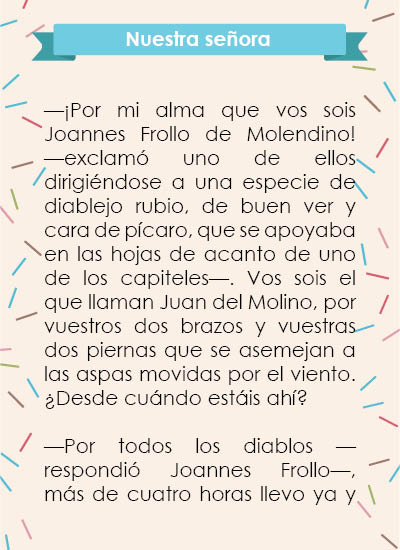 Nuestra señora
—¡Por mi alma que vos sois
Joannes Frollo de Molendino!
—exclamó uno de ellos
dirigiéndose a una especie de
diablejo rubio, de buen ver y
cara de pícaro, que se apoyaba
en las hojas de acanto de uno
de los capiteles—. Vos sois el
que llaman Juan del Molino, por
vuestros dos brazos y vuestras
dos piernas que se asemejan a
las aspas movidas por el viento.
¿Desde cuándo estáis ahí?
—Por todos los diablos —
respondió Joannes Frollo—,
más de cuatro horas llevo ya y